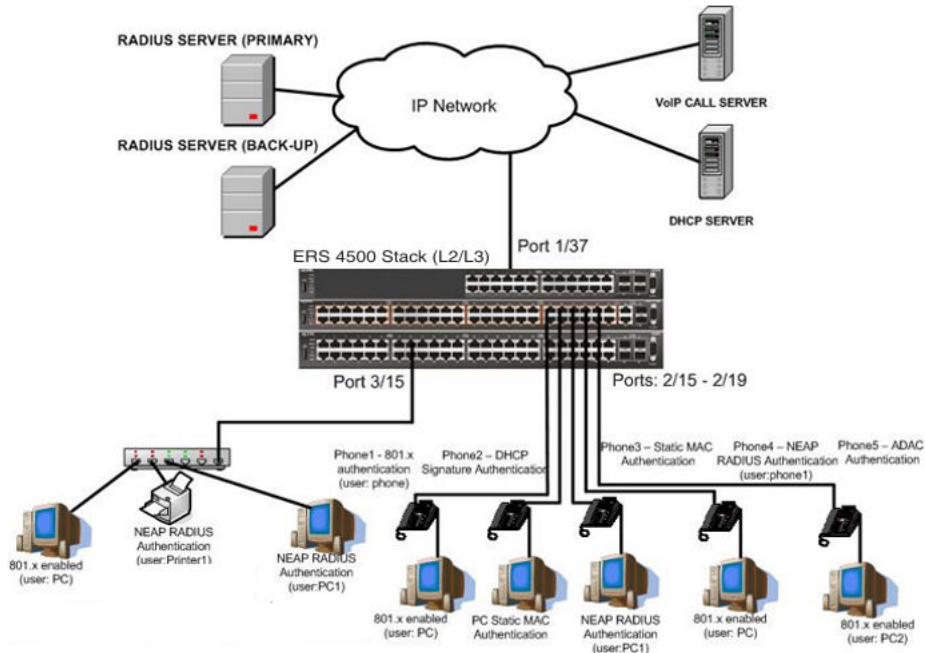 RADIUS SERVER (PRIMARY)
IP Network
VoIP CALL SERVER
RADIUS SERVER (BACK-UP)
DHCP SERVER
Port 1/37
ERS 4500 Stack (L2/L3)
Port 3/15
Ports: 2/15 - 2/19
Phone1 - 801.x
authentication
(user: phone)
Phone2 – DHCP
Signature Authentication
Phone3 – Static MAC
Authentication
Phone4 – NEAP
RADIUS Authentication
(user:phone1)
Phone5 – ADAC
Authentication
801.x enabled
(user: PC)
NEAP RADIUS
Authentication
(user:Printer1)
NEAP RADIUS
Authentication
(user:PC1)
801.x enabled
(user: PC)
PC Static MAC
Authentication
NEAP RADIUS
Authentication
(user:PC1)
801.x enabled
(user: PC)
801.x enabled
(user: PC2)